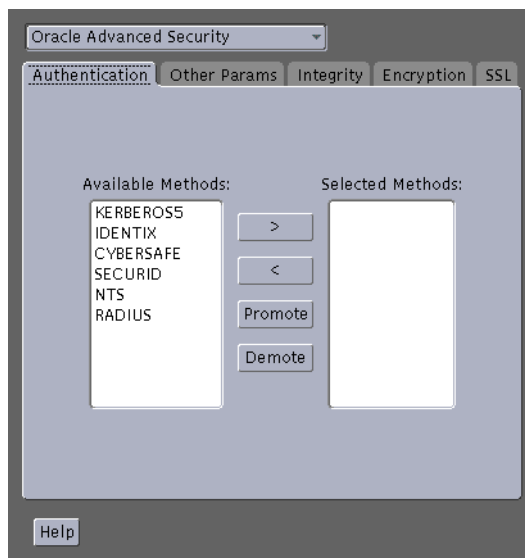 Oracle Advanced Security
Authentication Other Params Integrity Encryption SSL
Available Methods: Selected Methods:
KERBEROS5
IDENTIX
CYBERSAFE
SECURID
NTS
RADIUS
>
<
Promote
Demote
Help